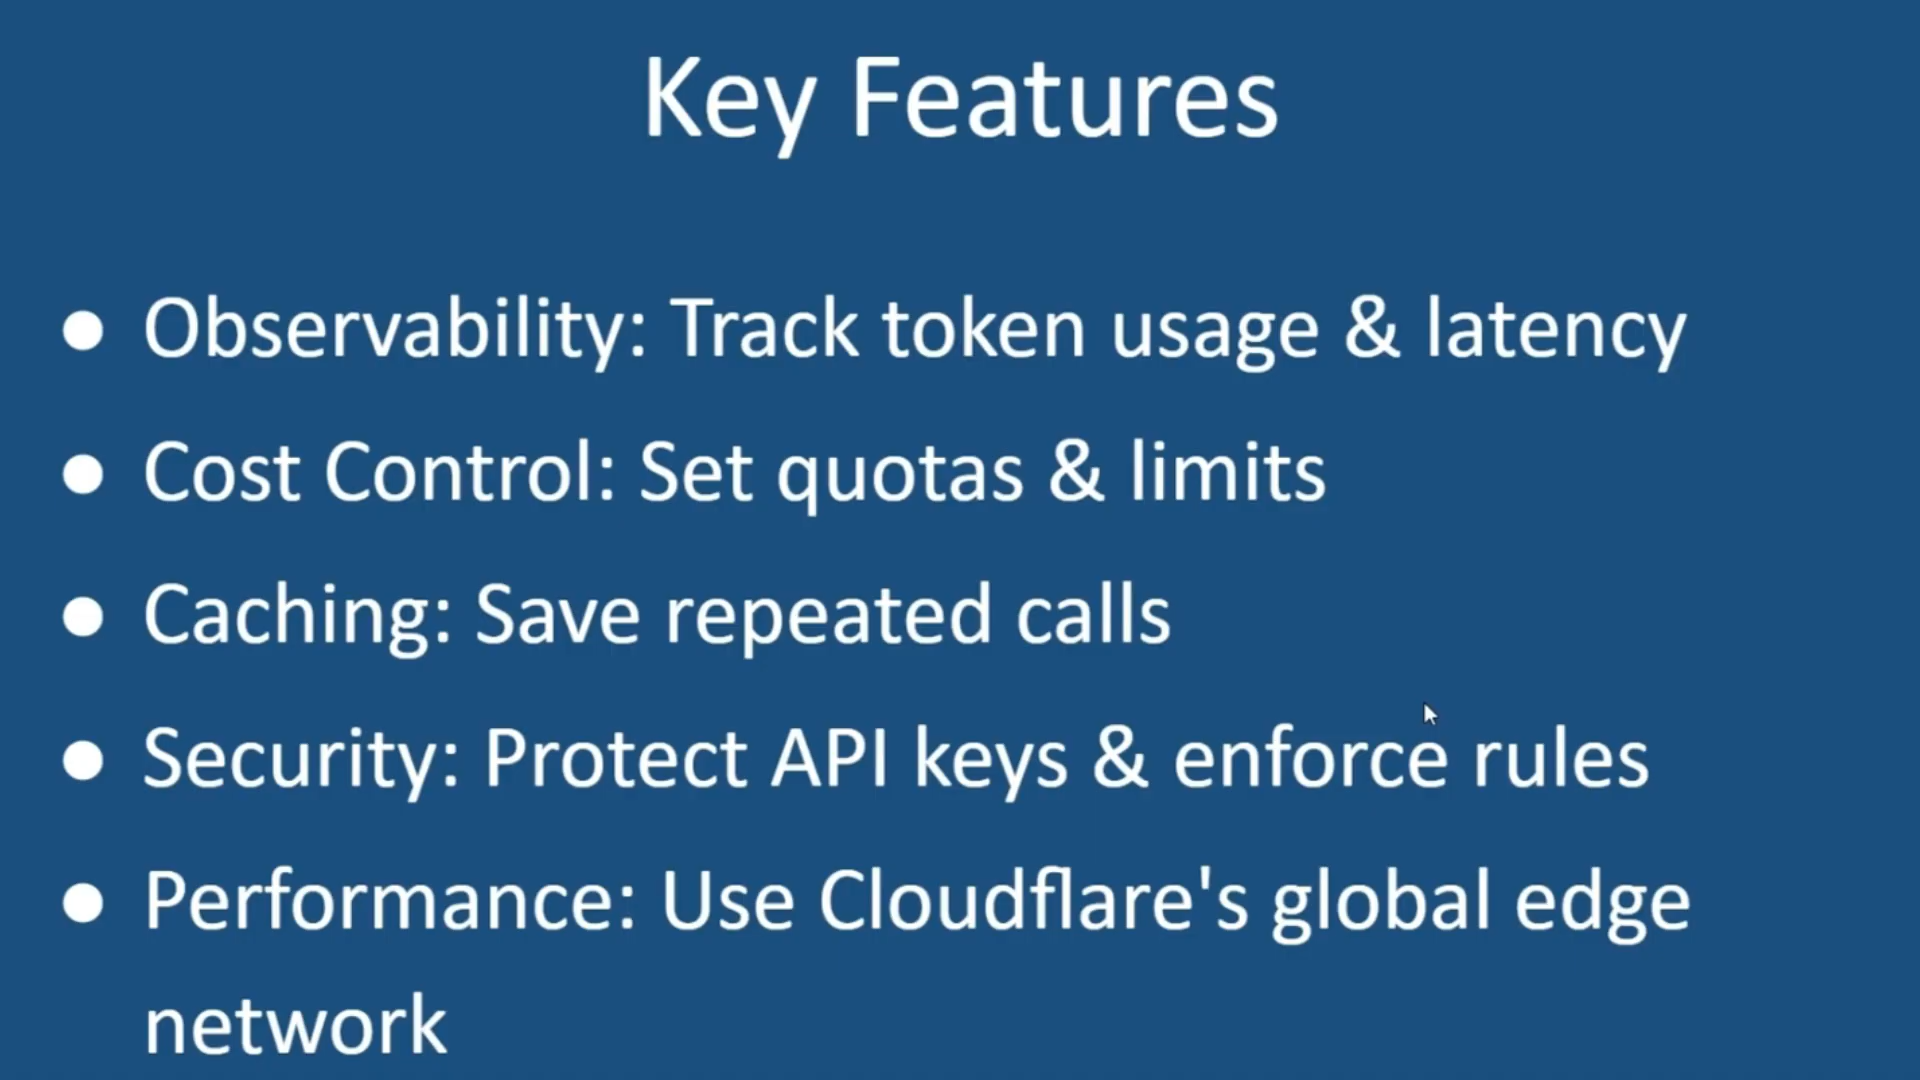 Key Features
● Observability: Track token usage & latency
● Cost Control: Set quotas & limits
● Caching: Save repeated calls
● Security: Protect API keys & enforce rules
● Performance: Use Cloudflare's global edge
network